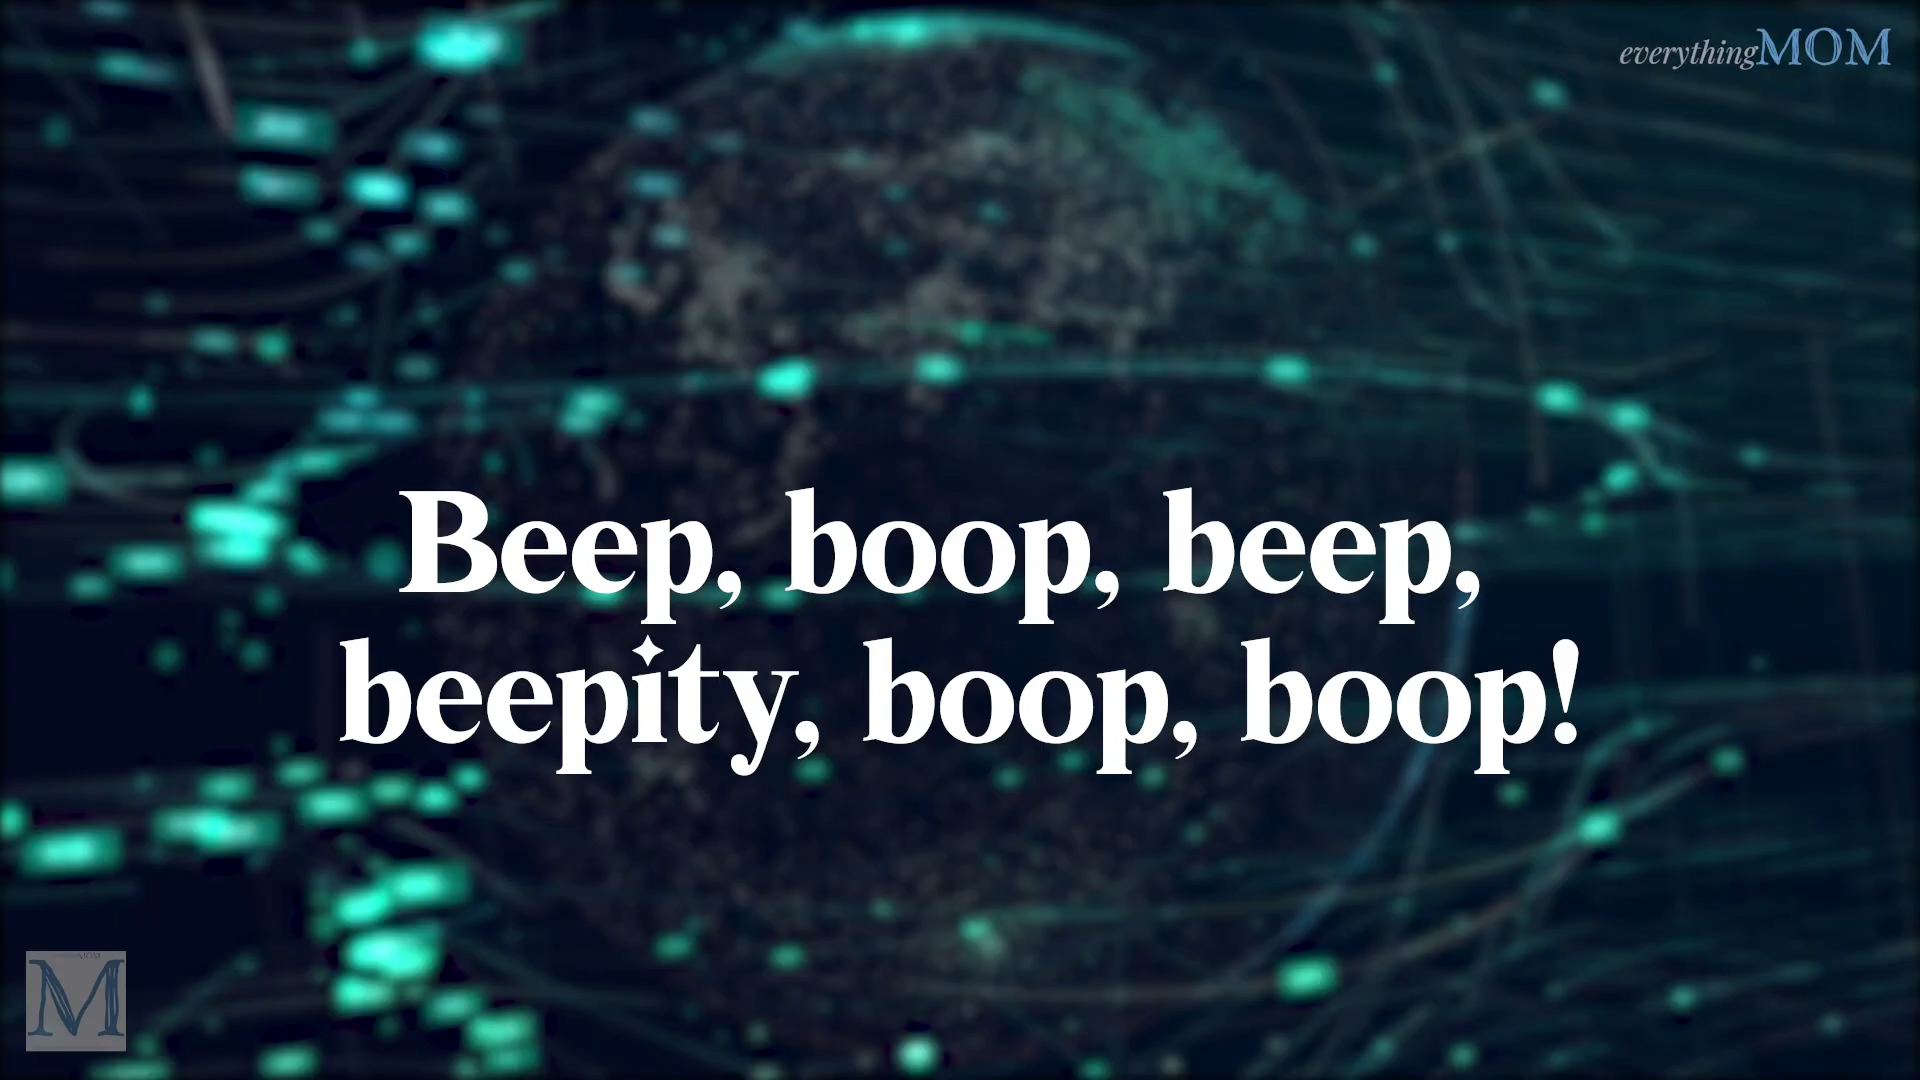 everythingMOM
Beep, boop, beep,
beepity, boop, boop!
M